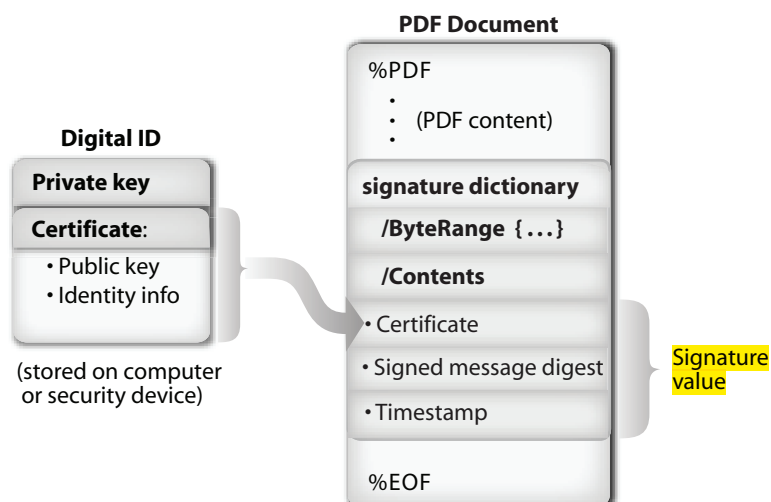 Digital ID
Private key
Certificate:
• Public key
• Identity info
(stored on computer
or security device)
PDF Document
%PDF
(PDF content)
signature dictionary
/ByteRange {...}
/Contents
• Certificate
• Signed message digest
• Timestamp
%EOF
Signature
value